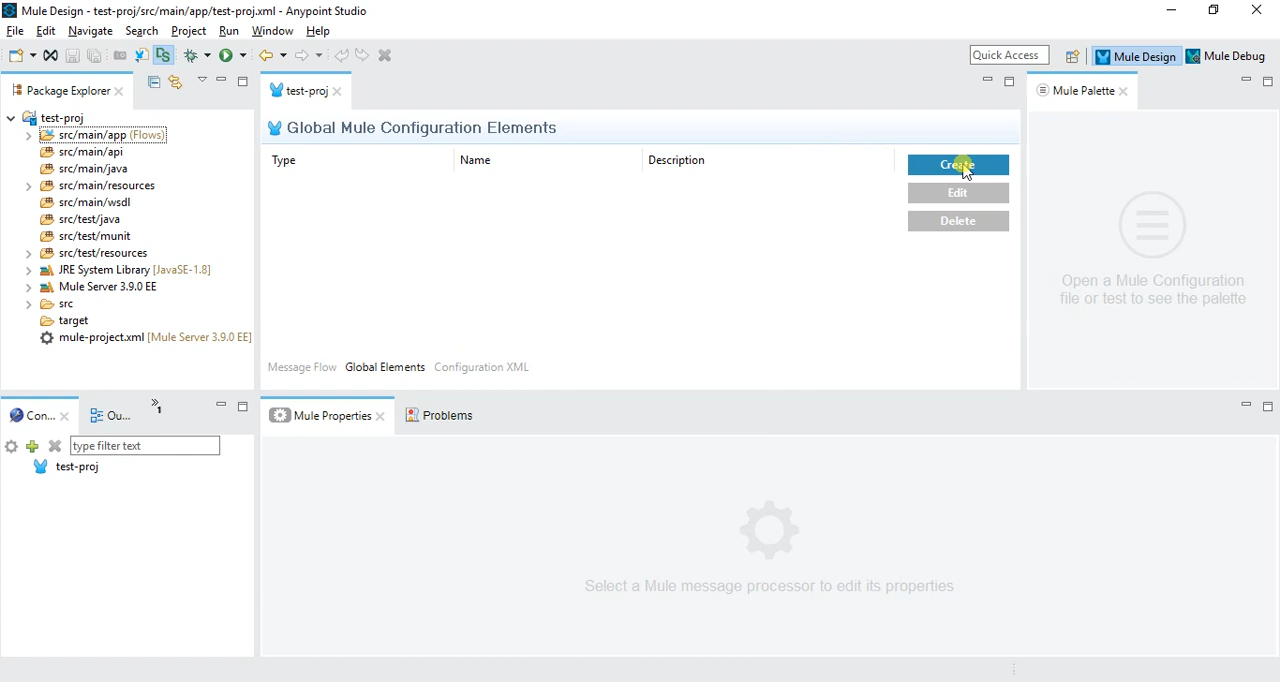 Mule Design - test-proj/src/main/app/test-proj.xml - Anypoint Studio
File Edit Navigate Search Project Run Window Help
Quick Access Mule Design Mule Debug
Package Explorer
test-proj
Mule Palette
test-proj
src/main/app (Flows)
src/main/api
src/main/java
src/main/resources
src/main/wsdl
src/test/java
src/test/munit
src/test/resources
JRE System Library [JavaSE-1.8]
Mule Server 3.9.0 EE
src
target
mule-project.xml [Mule Server 3.9.0 EE]
Global Mule Configuration Elements
Type Name Description
Create
Edit
Delete
Message Flow Global Elements Configuration XML
Open a Mule Configuration
file or test to see the palette
Con... Ou... 1
type filter text
test-proj
Mule Properties Problems
Select a Mule message processor to edit its properties